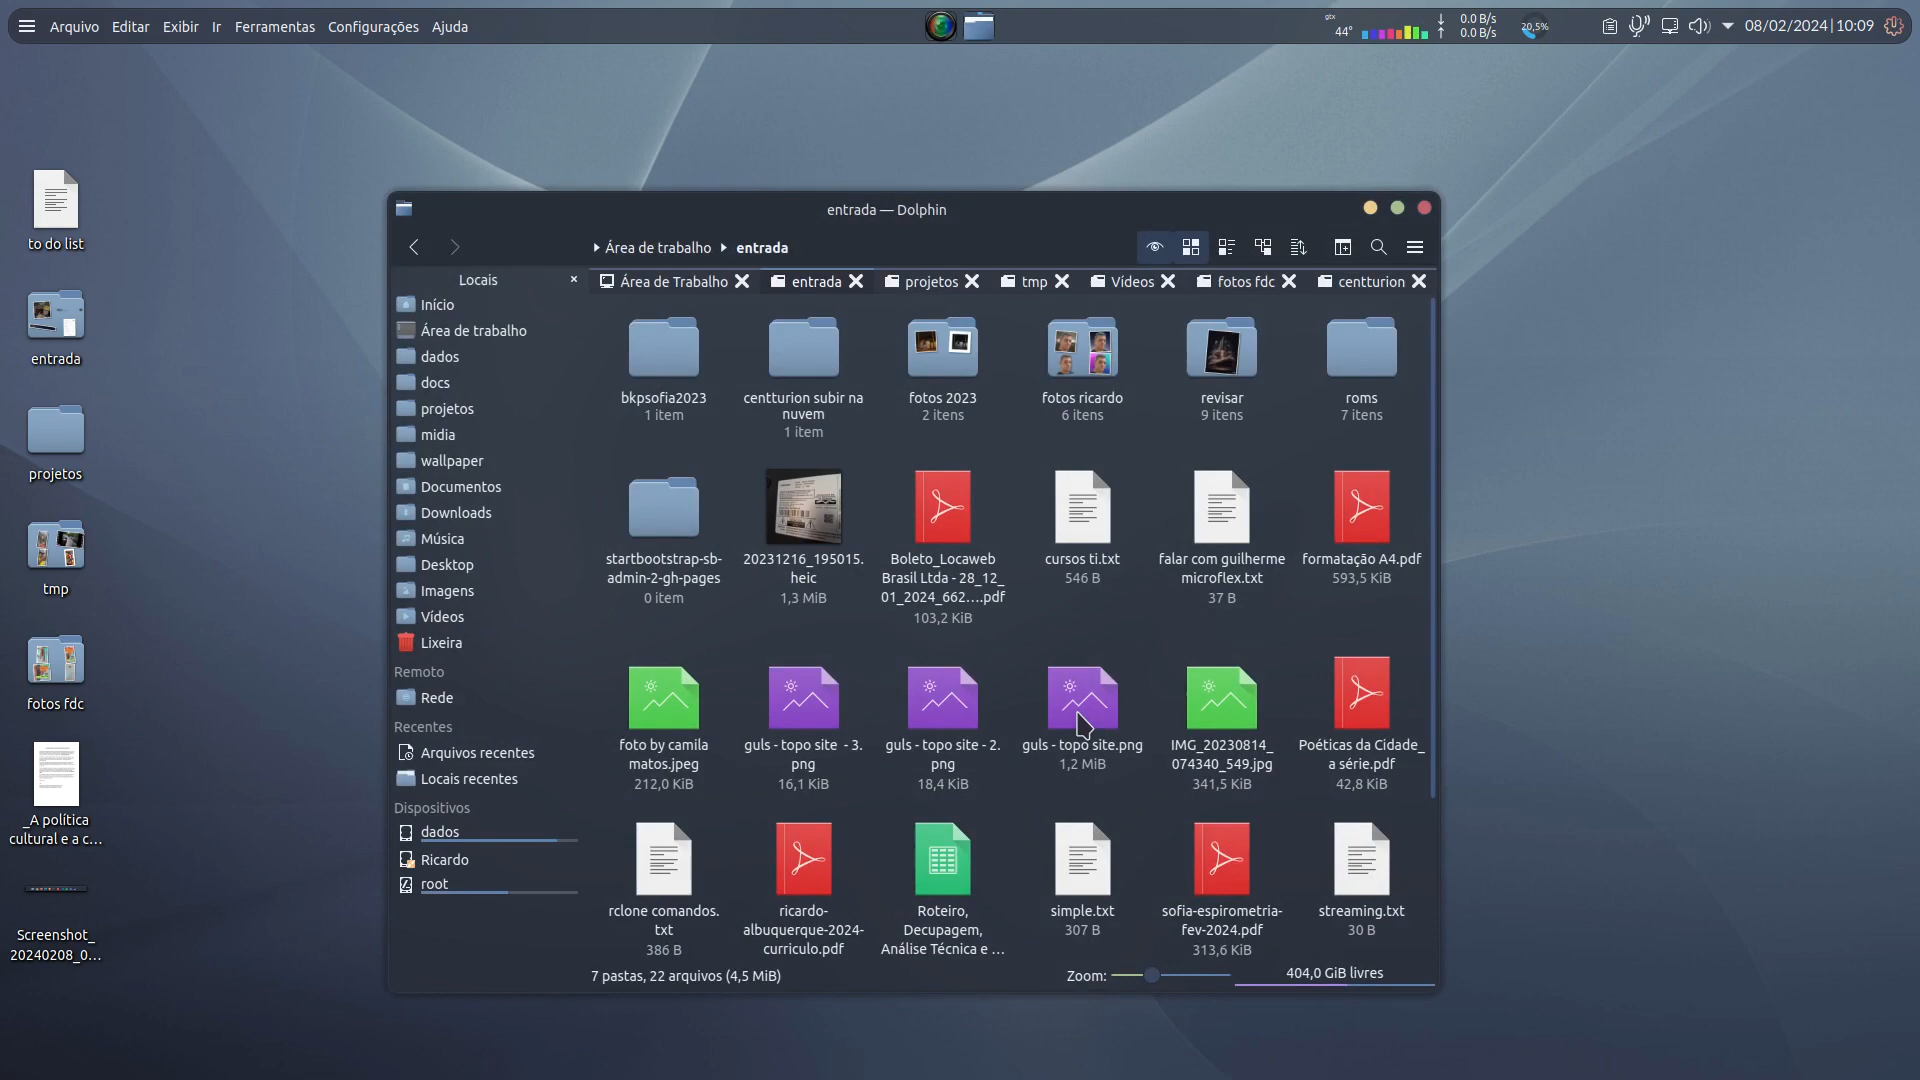 Arquivo Editar Exibir Ir Ferramentas Configurações Ajuda
gtx
44°
0.0 B/s
0.0 B/s
20,5%
08/02/2024|10:09
to do list
entrada
projetos
tmp
fotos fdc
_A política
cultural e a c...
Screenshot_
20240208_0...
entrada — Dolphin
Área de trabalho entrada
Locais
Início
Área de trabalho
dados
docs
projetos
midia
wallpaper
Documentos
Downloads
Música
Desktop
Imagens
Vídeos
Lixeira
Remoto
Rede
Recentes
Arquivos recentes
Locais recentes
Dispositivos
dados
Ricardo
root
Área de Trabalho entrada projetos tmp Vídeos fotos fdc centturion
bkpsofia2023
1 item
centturion subir na
nuvem
1 item
fotos 2023
2 itens
fotos ricardo
6 itens
revisar
9 itens
roms
7 itens
startbootstrap-sb-
admin-2-gh-pages
0 item
20231216_195015.
heic
1,3 MiB
Boleto_Locaweb
Brasil Ltda - 28_12_
01_2024_662....pdf
103,2 KiB
cursos ti.txt
546 B
falar com guilherme
microflex.txt
37 B
formatação A4.pdf
593,5 KiB
foto by camila
matos.jpeg
212,0 KiB
guls - topo site - 3.
png
16,1 KiB
guls - topo site - 2.
png
18,4 KiB
guls - topo site.png
1,2 MiB
IMG_20230814_
074340_549.jpg
341,5 KiB
Poéticas da Cidade_
a série.pdf
42,8 KiB
rclone comandos.
txt
386 B
ricardo-
albuquerque-2024-
curriculo.pdf
Roteiro,
Decupagem,
Análise Técnica e ...
simple.txt
307 B
sofia-espirometria-
fev-2024.pdf
313,6 KiB
streaming.txt
30 B
7 pastas, 22 arquivos (4,5 MiB)
Zoom:
404,0 GiB livres